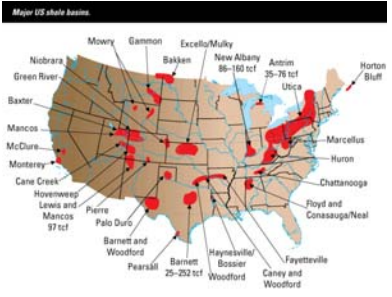 Major US shale basins.
Mowry
Gammon
Excello/Mulky
Niobrara
Bakken
New Albany
86–160 tcf
Antrim
35–76 tcf
Horton
Bluff
Green River
Utica
Baxter
Mancos
Marcellus
McClure
Huron
Monterey
Cane Creek
Chattanooga
Hovenweep
Lewis and
Mancos
97 tcf
Pierre
Palo Duro
Floyd and
Conasauga/Neal
Barnett and
Woodford
Haynesville/
Bossier
Fayetteville
Pearsall
Barnett
25–252 tcf
Woodford
Caney and
Woodford